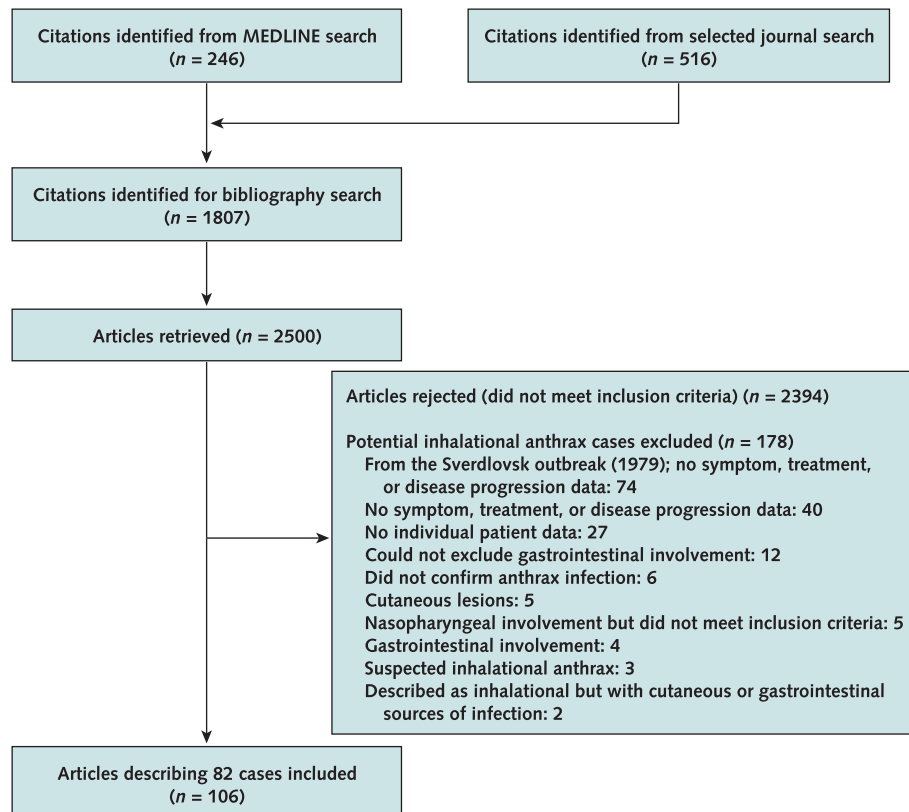 Citations identified from MEDLINE search
(n = 246)
Citations identified from selected journal search
(n = 516)
Citations identified for bibliography search
(n = 1807)
Articles retrieved (n = 2500)
Articles rejected (did not meet inclusion criteria) (n = 2394)
Potential inhalational anthrax cases excluded (n = 178)
From the Sverdlovsk outbreak (1979); no symptom, treatment,
or disease progression data: 74
No symptom, treatment, or disease progression data: 40
No individual patient data: 27
Could not exclude gastrointestinal involvement: 12
Did not confirm anthrax infection: 6
Cutaneous lesions: 5
Nasopharyngeal involvement but did not meet inclusion criteria: 5
Gastrointestinal involvement: 4
Suspected inhalational anthrax: 3
Described as inhalational but with cutaneous or gastrointestinal
sources of infection: 2
Articles describing 82 cases included
(n = 106)